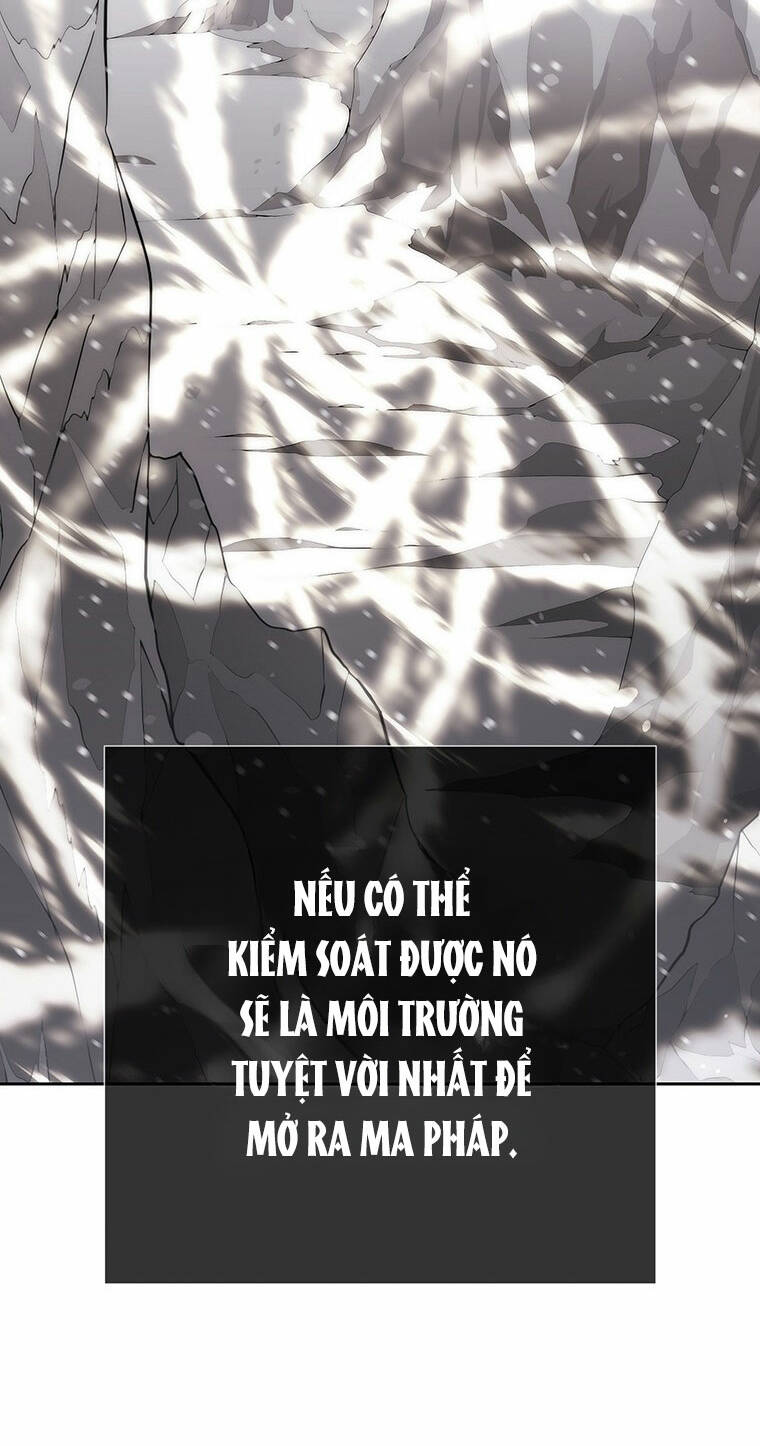 NẾU CÓ THỂ
KIỂM SOÁT ĐƯỢC NÓ
SẼ LÀ MÔI TRƯỜNG
TUYỆT VỜI NHẤT ĐỂ
MỞ RA MA PHÁP.